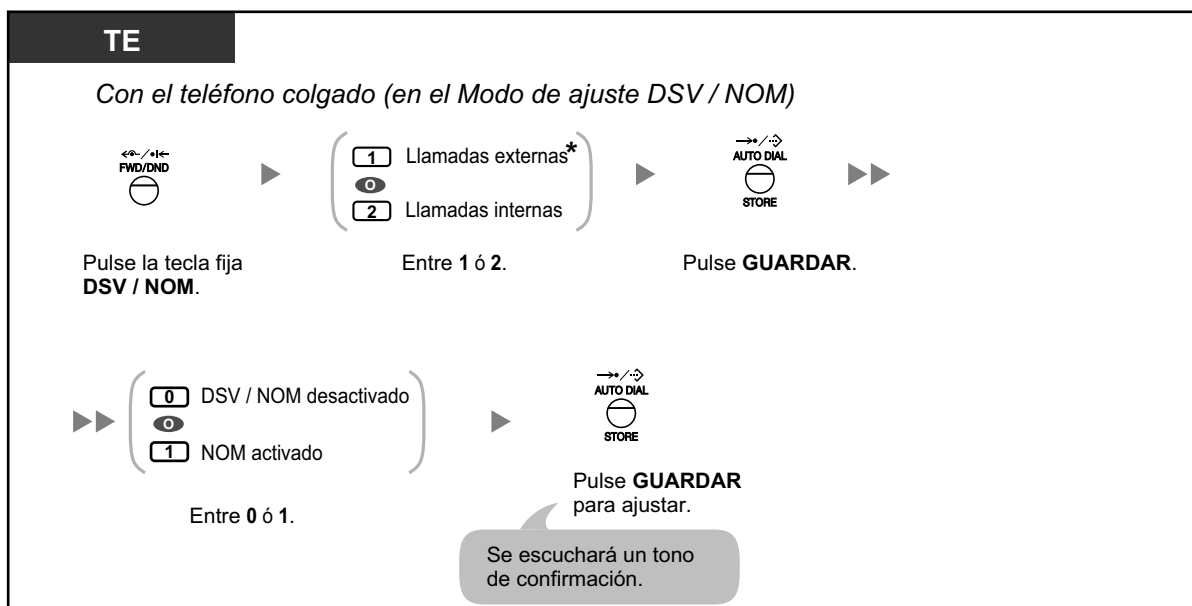 TE
Con el teléfono colgado (en el Modo de ajuste DSV / NOM)
FWD/DND
1 Llamadas externas*
O
2 Llamadas internas
AUTO DIAL
STORE
Pulse la tecla fija
DSV / NOM.
Entre 1 ó 2.
Pulse GUARDAR.
0 DSV / NOM desactivado
O
1 NOM activado
AUTO DIAL
STORE
Entre 0 ó 1.
Pulse GUARDAR
para ajustar.
Se escuchará un tono
de confirmación.